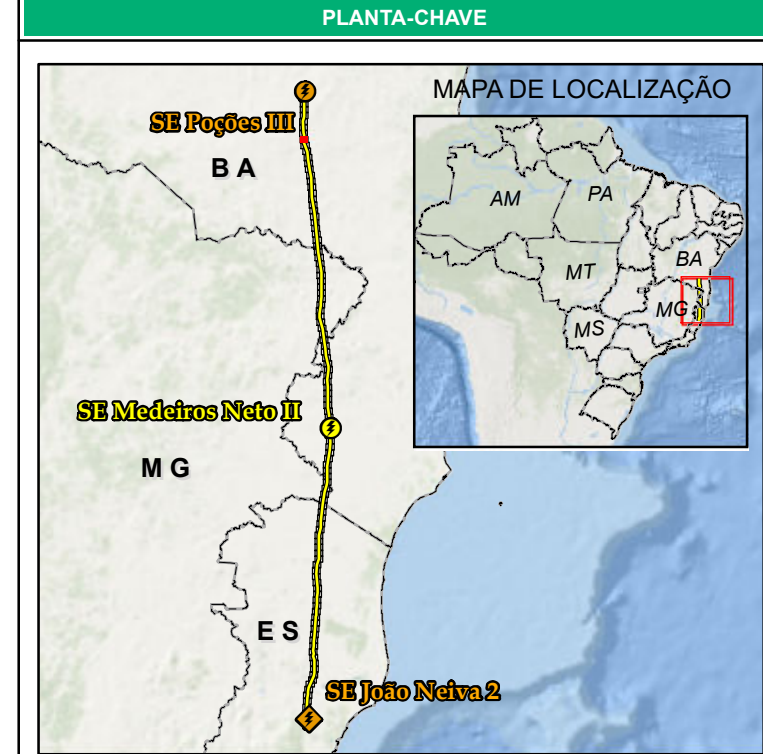 PLANTA-CHAVE
MAPA DE LOCALIZAÇÃO
SE Poções III
B A
AM
PA
BA
MT
MG
MS
SE Medeiros Neto II
M G
E S
SE João Neiva 2